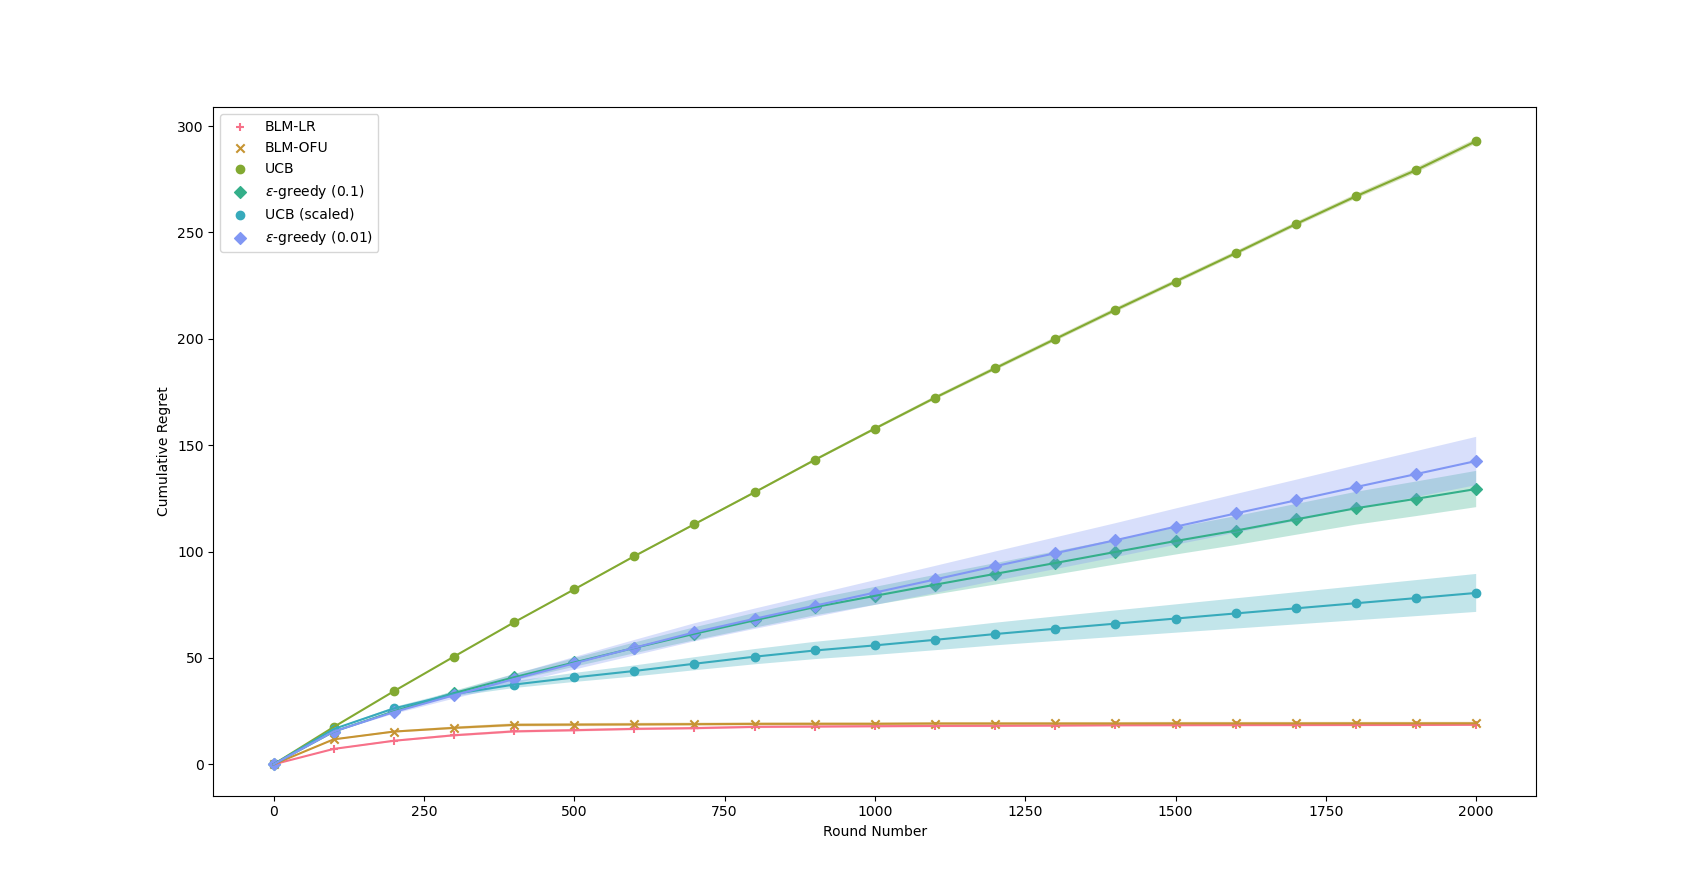 300
250
200
150
100
50
0
Cumulative Regret
BLM-LR
BLM-OFU
UCB
ε-greedy (0.1)
UCB (scaled)
ε-greedy (0.01)
0 250 500 750 1000 1250 1500 1750 2000
Round Number